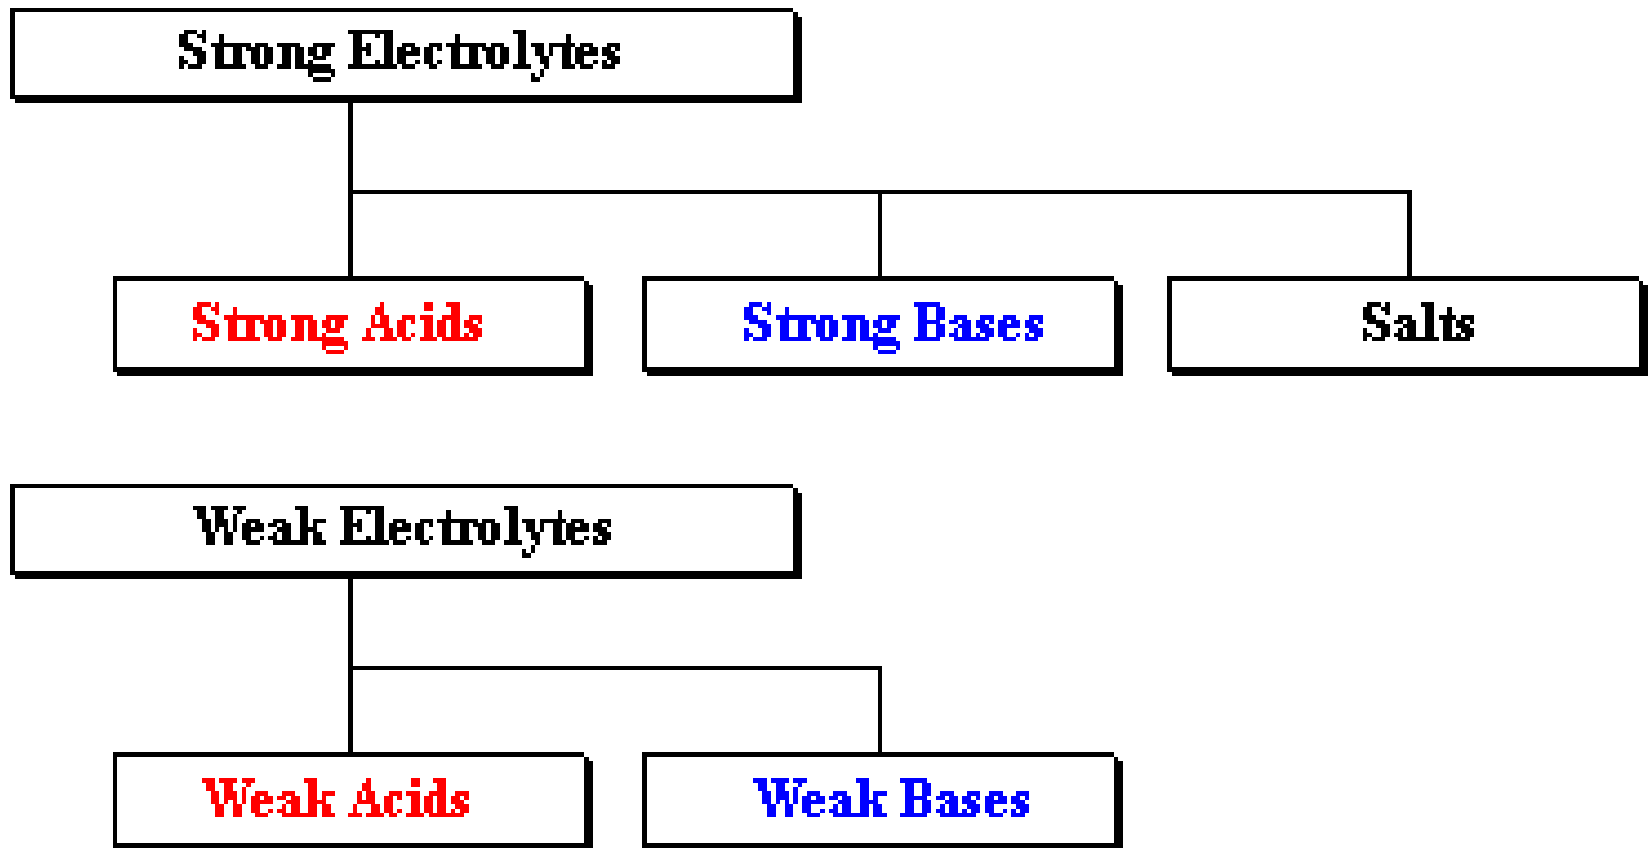 Strong Electrolytes
Strong Acids
Strong Bases
Salts
Weak Electrolytes
Weak Acids
Weak Bases